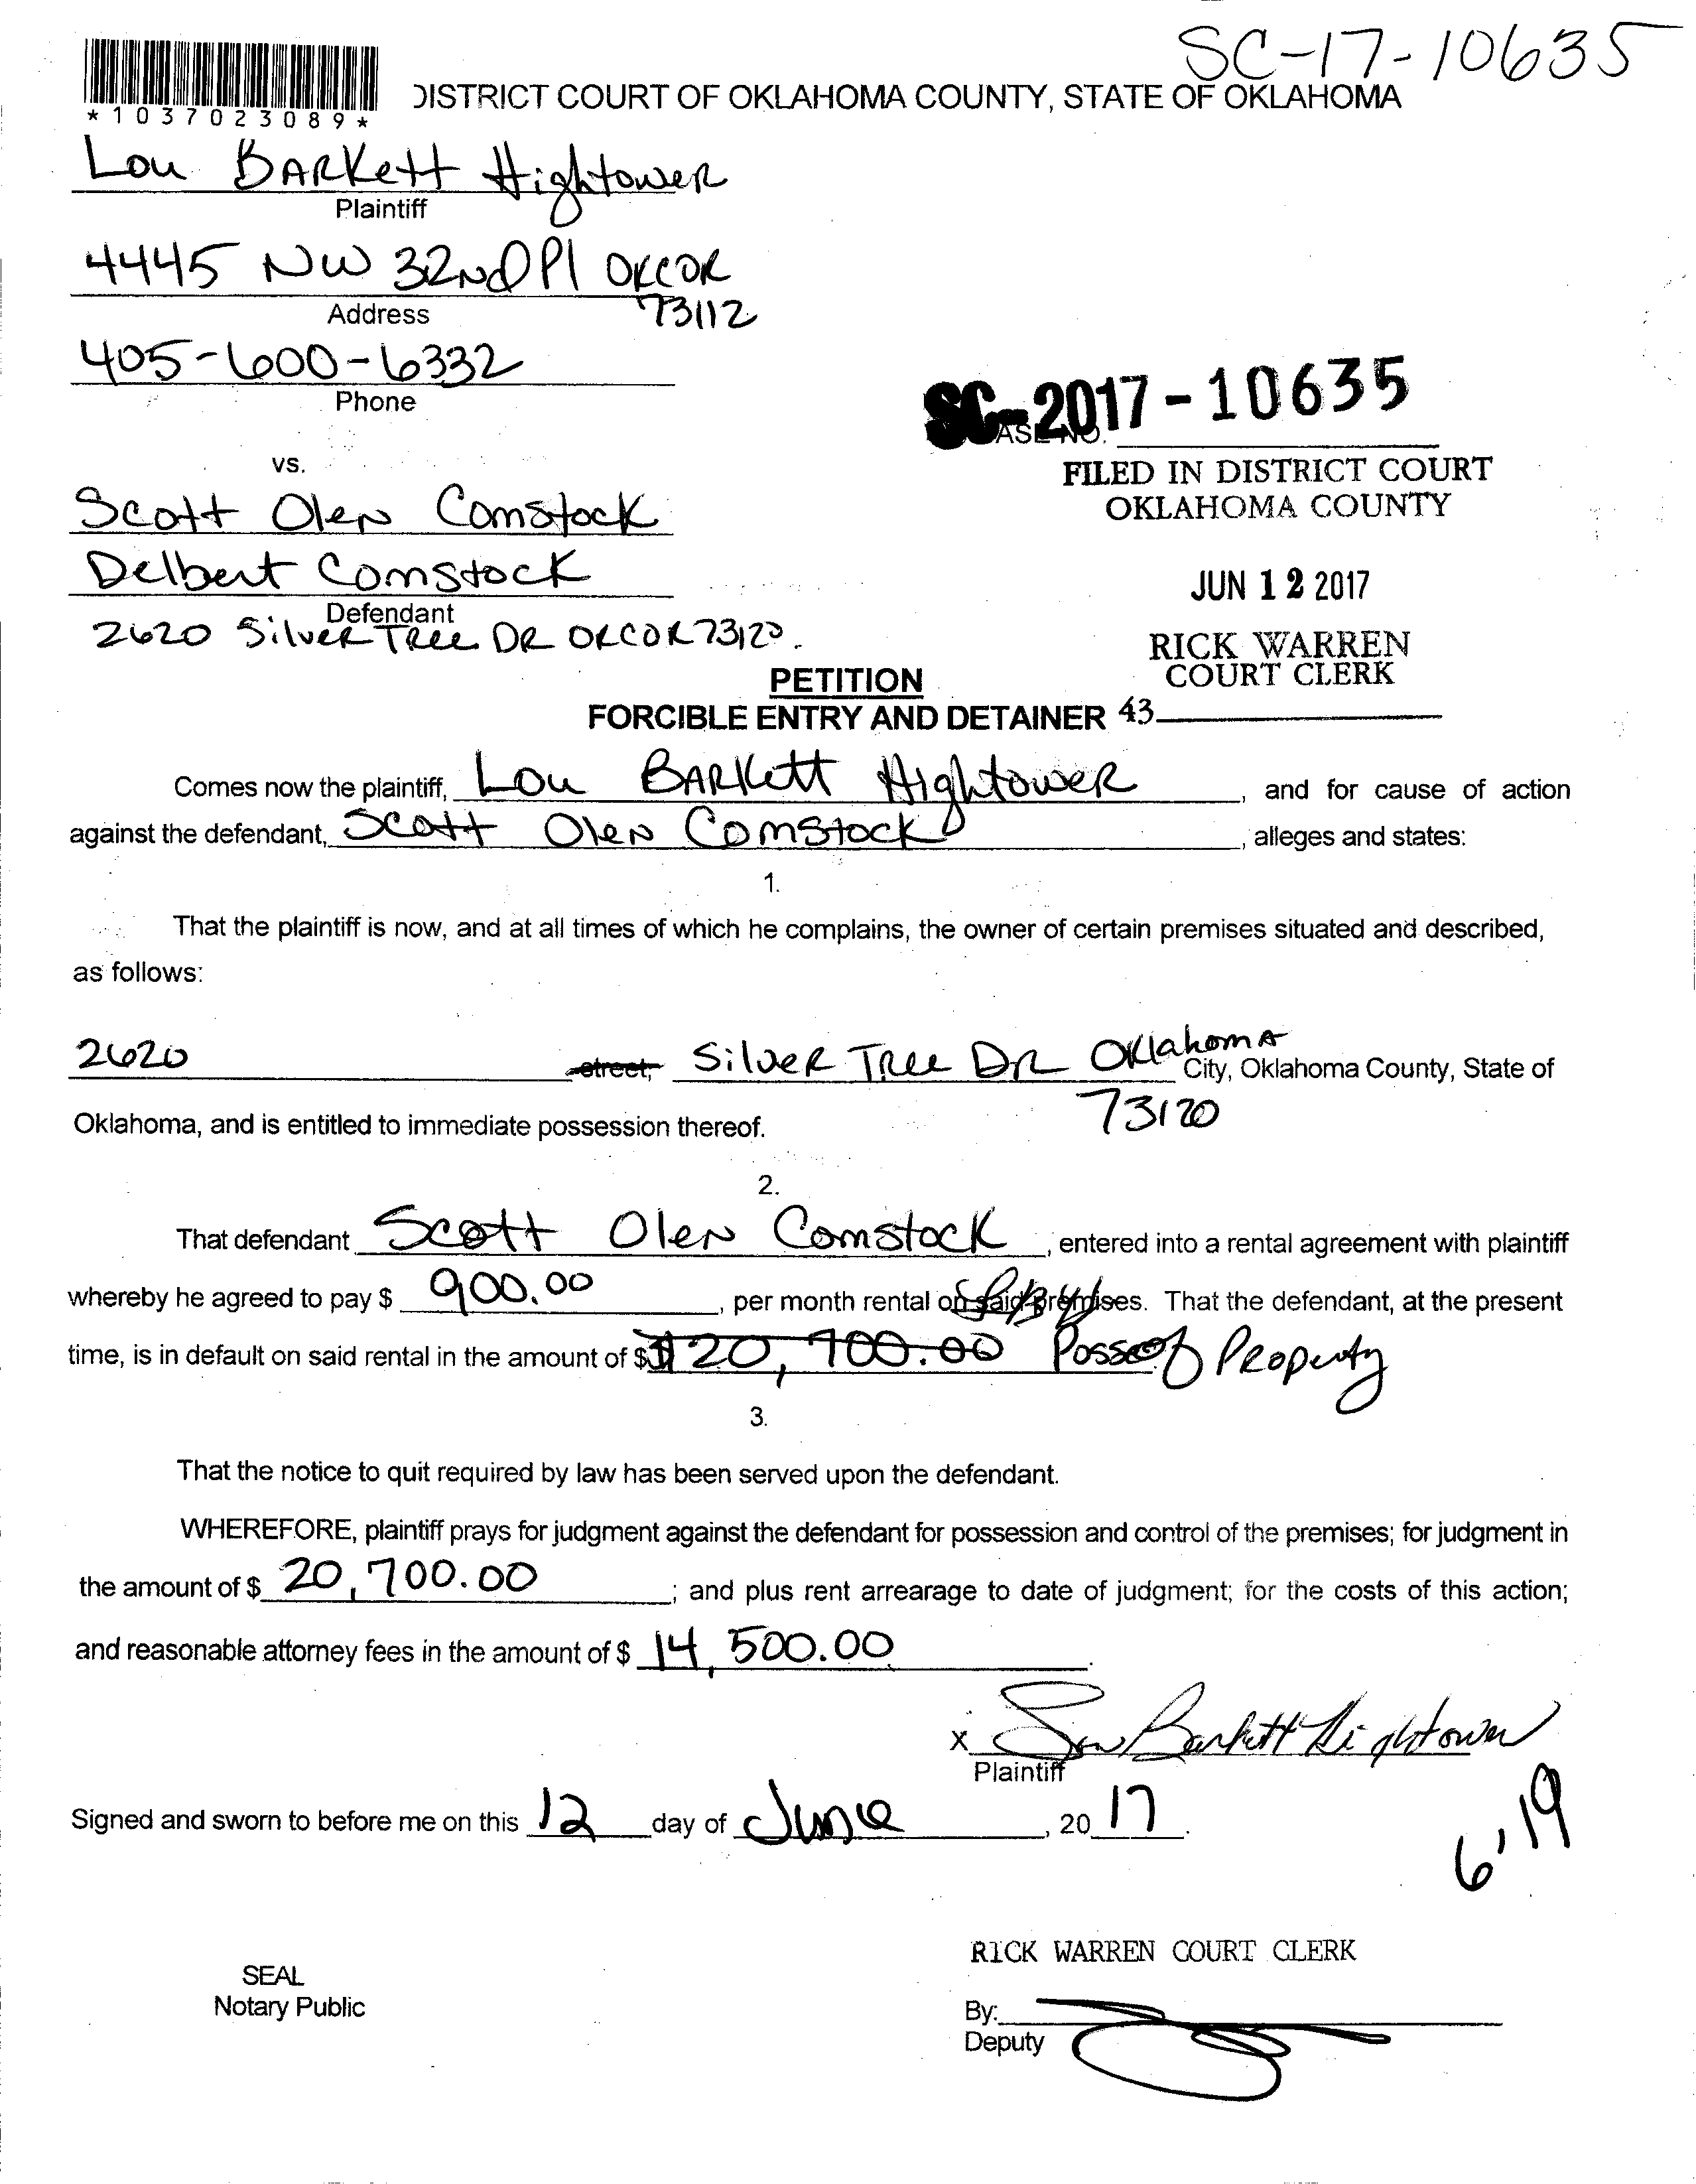 SC-17-10635
*1037023089*
DISTRICT COURT OF OKLAHOMA COUNTY, STATE OF OKLAHOMA
Lou BARKett Hightower
Plaintiff
4445 NW 32nd Pl OKCOK
Address 73112
405-600-6332
Phone
SC-2017-10635
CASE NO.
vs.
FILED IN DISTRICT COURT
OKLAHOMA COUNTY
Scott Olen Comstock
Delbert Comstock
Defendant
JUN 12 2017
2620 Silver Tree DR OKCOK 73120.
RICK WARREN
COURT CLERK
PETITION
FORCIBLE ENTRY AND DETAINER 43
Comes now the plaintiff, Lou BARKett Hightower, and for cause of action
against the defendant, Scott Olen Comstock, alleges and states:
1.
That the plaintiff is now, and at all times of which he complains, the owner of certain premises situated and described,
as follows:
2620 street, Silver Tree DR Oklahoma City, Oklahoma County, State of
73120
Oklahoma, and is entitled to immediate possession thereof.
2.
That defendant Scott Olen Comstock, entered into a rental agreement with plaintiff
whereby he agreed to pay $ 900.00, per month rental on said premises. That the defendant, at the present
time, is in default on said rental in the amount of $ $20,700.00 Poss of Property
3.
That the notice to quit required by law has been served upon the defendant.
WHEREFORE, plaintiff prays for judgment against the defendant for possession and control of the premises; for judgment in
the amount of $ 20,700.00; and plus rent arrearage to date of judgment; for the costs of this action;
and reasonable attorney fees in the amount of $ 14,500.00.
x Lou Barkett Hightower
Plaintiff
Signed and sworn to before me on this 12 day of June, 20 17.
6,19
RICK WARREN COURT CLERK
SEAL
Notary Public
By:
Deputy